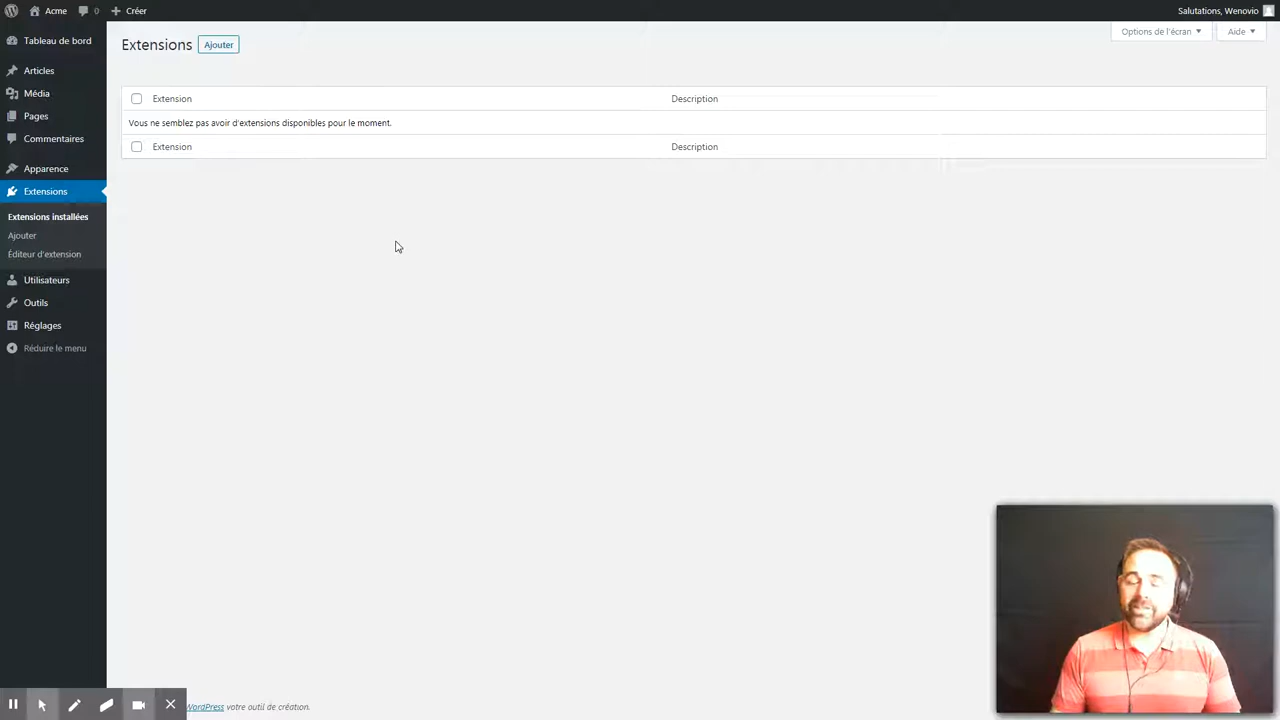 Acme 0 Créer Salutations, Wenovio
Tableau de bord
Articles
Média
Pages
Commentaires
Apparence
Extensions
Extensions installées
Ajouter
Éditeur d'extension
Utilisateurs
Outils
Réglages
Réduire le menu
Extensions Ajouter
Options de l'écran Aide
Extension Description
Vous ne semblez pas avoir d'extensions disponibles pour le moment.
Extension Description
WordPress votre outil de création.